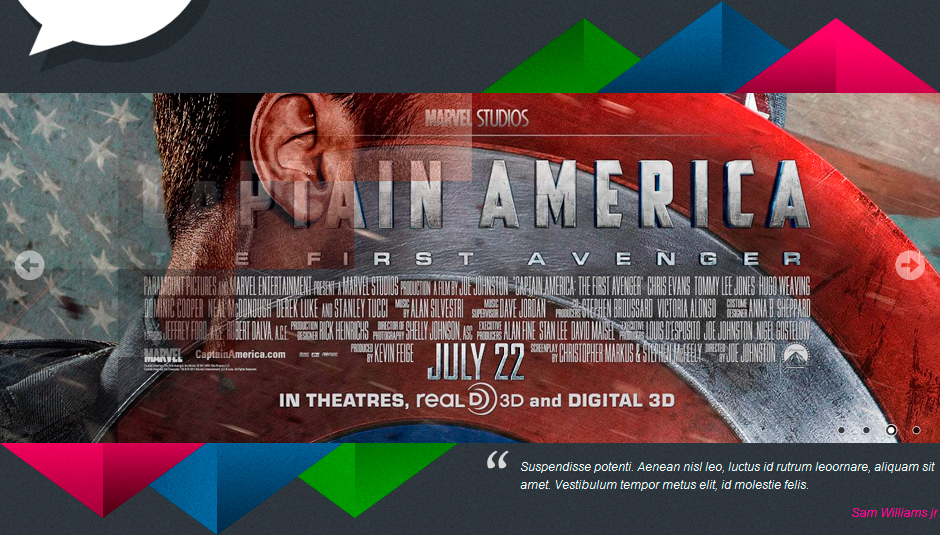 MARVEL STUDIOS
CAPTAIN AMERICA
THE FIRST AVENGER
PARAMOUNT PICTURES AND MARVEL ENTERTAINMENT PRESENT A MARVEL STUDIOS PRODUCTION A FILM BY JOE JOHNSTON "CAPTAIN AMERICA: THE FIRST AVENGER" CHRIS EVANS TOMMY LEE JONES HUGO WEAVING
DOMINIC COOPER NEAL McDONOUGH DEREK LUKE AND STANLEY TUCCI MUSIC BY ALAN SILVESTRI MUSIC SUPERVISOR DAVE JORDAN STEPHEN BROUSSARD VICTORIA ALONSO COSTUME DESIGNER ANNA B. SHEPPARD
JEFFREY FORD, A.C.E. ROBERT DALVA, A.C.E. PRODUCTION DESIGNER RICK HEINRICHS DIRECTOR OF PHOTOGRAPHY SHELLY JOHNSON, ASC EXECUTIVE PRODUCERS ALAN FINE STAN LEE DAVID MAISEL EXECUTIVE PRODUCERS LOUIS D'ESPOSITO JOE JOHNSTON NIGEL GOSTELOW
MARVEL CaptainAmerica.com PRODUCED BY KEVIN FEIGE JULY 22 SCREENPLAY BY CHRISTOPHER MARKUS & STEPHEN McFEELY DIRECTED BY JOE JOHNSTON
IN THEATRES, REAL D 3D and DIGITAL 3D
“ Suspendisse potenti. Aenean nisl leo, luctus id rutrum leoornare, aliquam sit
amet. Vestibulum tempor metus elit, id molestie felis.
Sam Williams jr